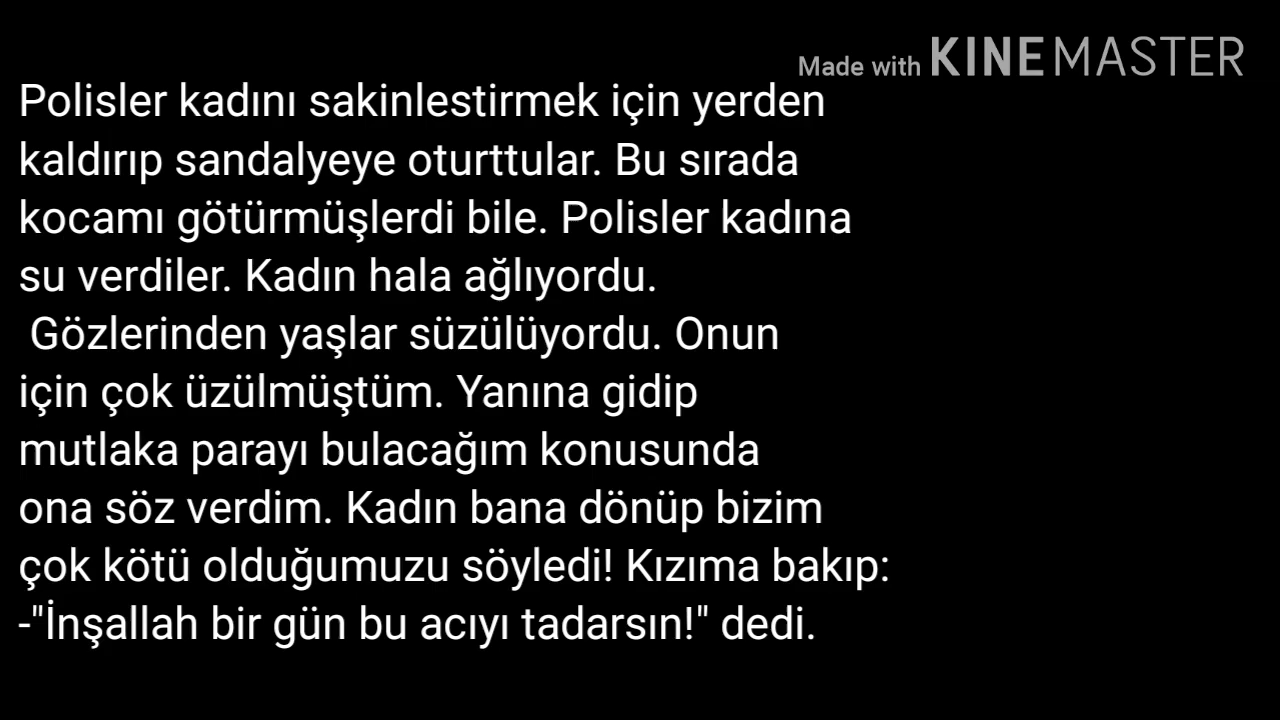 Made with KINEMASTER
Polisler kadını sakinlestirmek için yerden
kaldırıp sandalyeye oturttular. Bu sırada
kocamı götürmüşlerdi bile. Polisler kadına
su verdiler. Kadın hala ağlıyordu.
Gözlerinden yaşlar süzülüyordu. Onun
için çok üzülmüştüm. Yanına gidip
mutlaka parayı bulacağım konusunda
ona söz verdim. Kadın bana dönüp bizim
çok kötü olduğumuzu söyledi! Kızıma bakıp:
-"İnşallah bir gün bu acıyı tadarsın!" dedi.